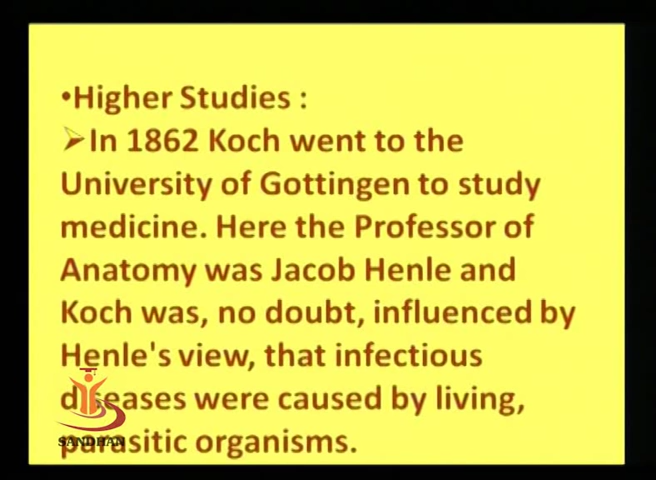 •Higher Studies :
➢In 1862 Koch went to the
University of Gottingen to study
medicine. Here the Professor of
Anatomy was Jacob Henle and
Koch was, no doubt, influenced by
Henle's view, that infectious
diseases were caused by living,
parasitic organisms.
SANDHAN